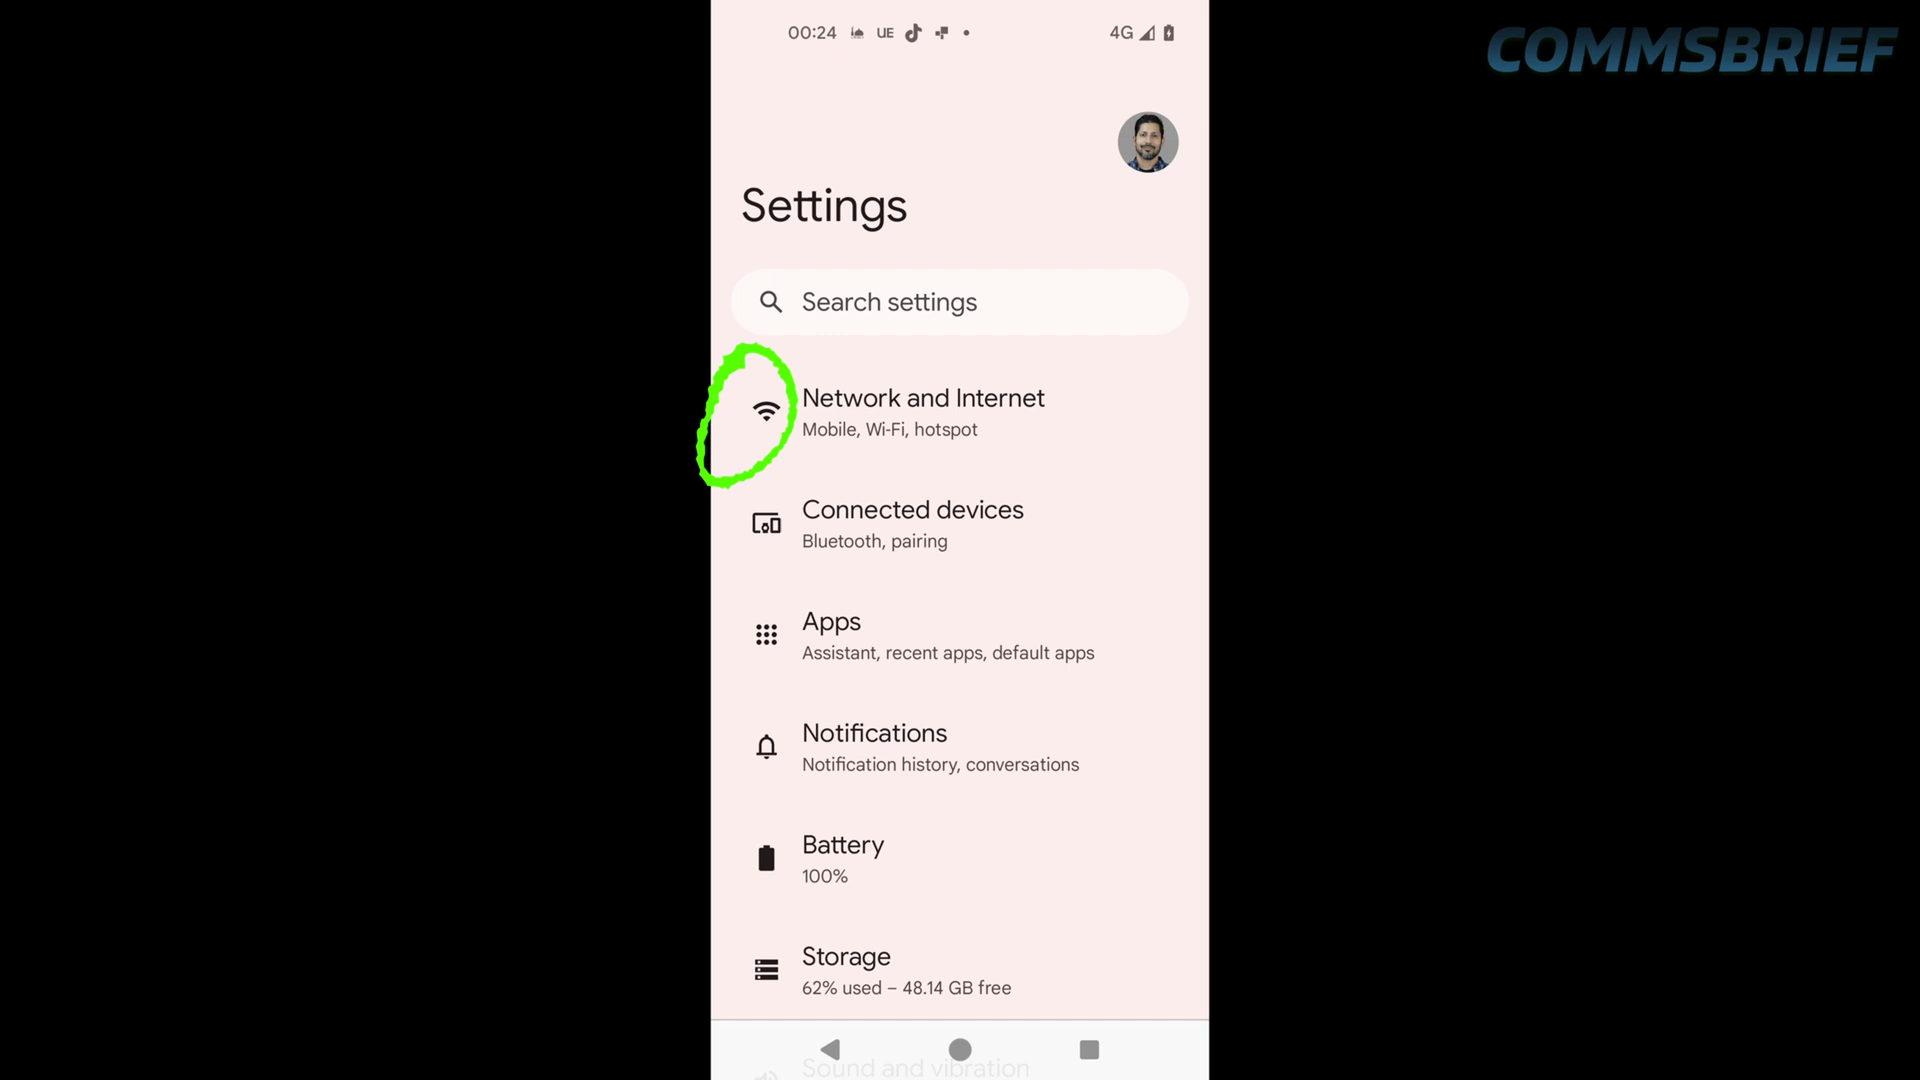 COMMSBRIEF
00:24 UE 4G
Settings
Search settings
Network and Internet
Mobile, Wi-Fi, hotspot
Connected devices
Bluetooth, pairing
Apps
Assistant, recent apps, default apps
Notifications
Notification history, conversations
Battery
100%
Storage
62% used – 48.14 GB free
Sound and vibration